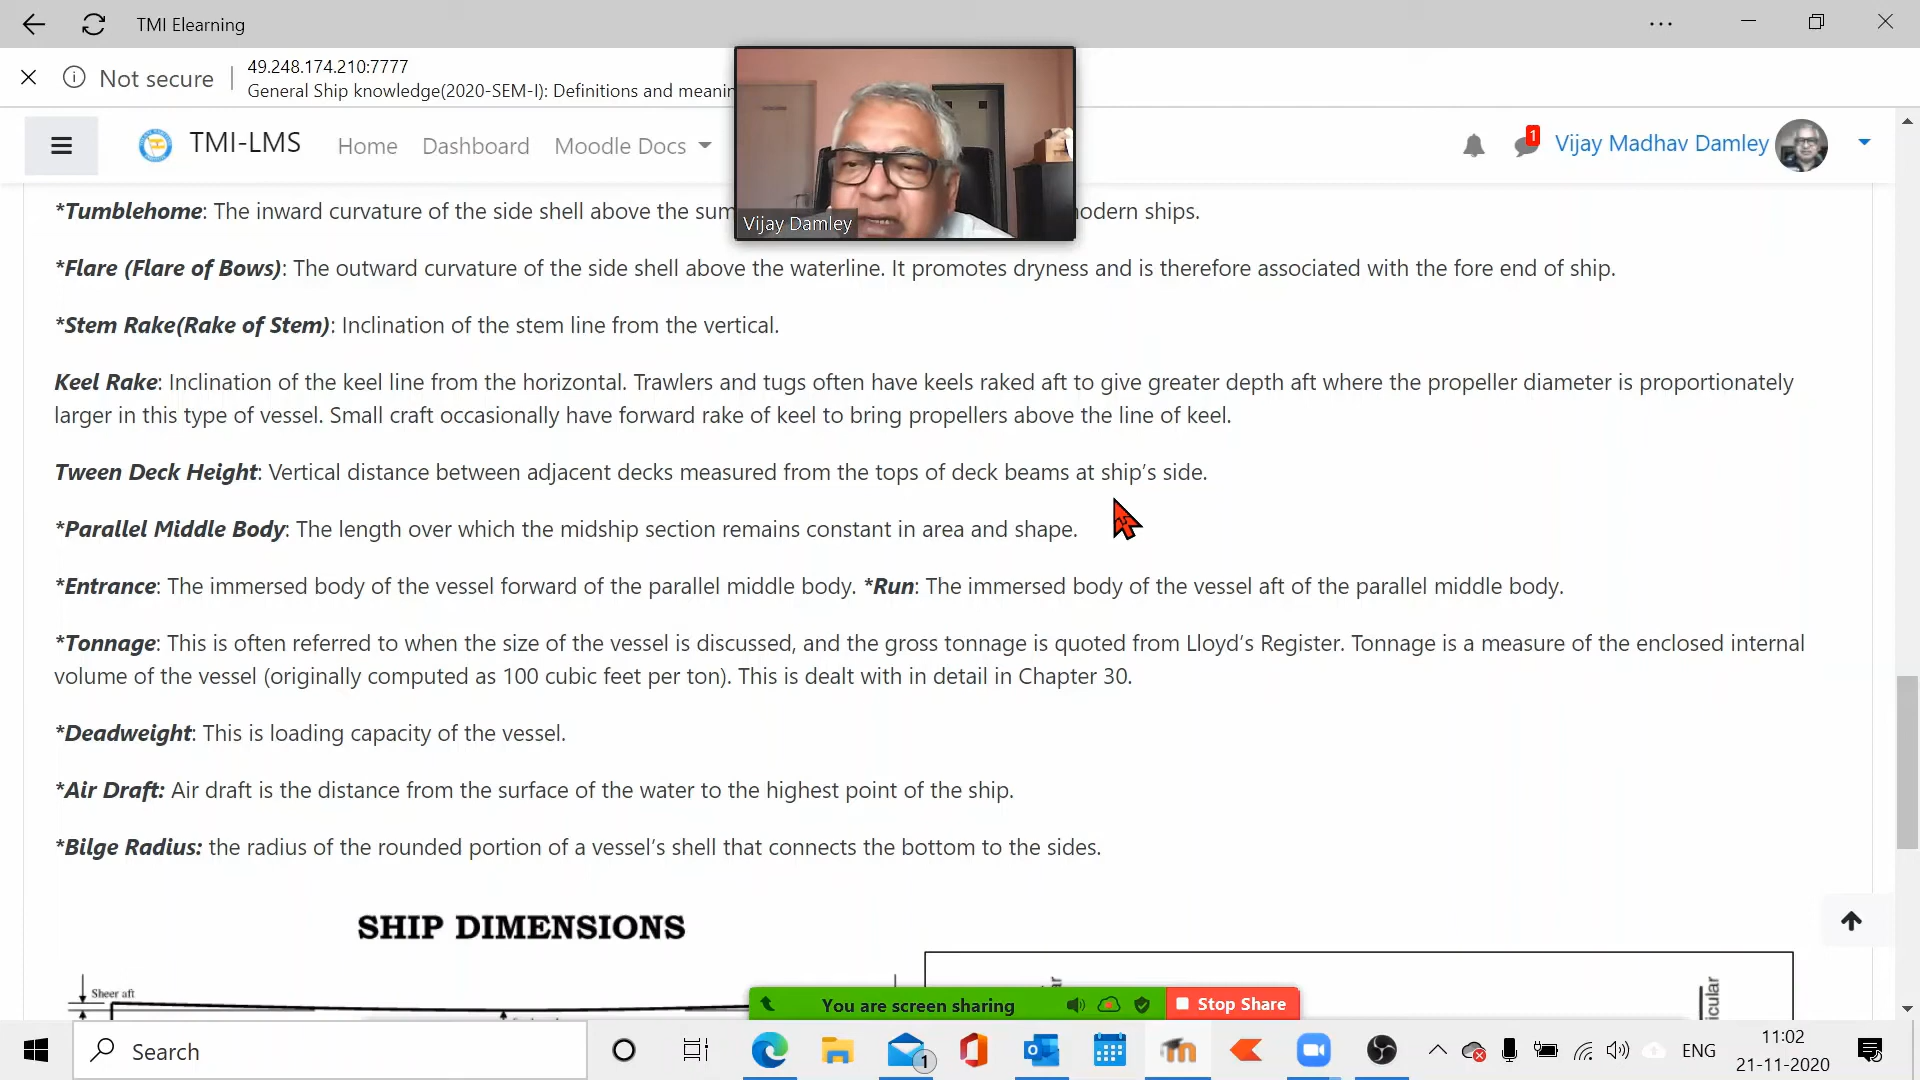 TMI Elearning
Not secure
49.248.174.210:7777
General Ship knowledge(2020-SEM-I): Definitions and
TMI-LMS
Home
Dashboard
Moodle Docs
1
Vijay Madhav Damley
Vijay Damley
*Tumblehome: The inward curvature of the side shell above the ships.
*Flare (Flare of Bows): The outward curvature of the side shell above the waterline. It promotes dryness and is therefore associated with the fore end of ship.
*Stem Rake(Rake of Stem): Inclination of the stem line from the vertical.
Keel Rake: Inclination of the keel line from the horizontal. Trawlers and tugs often have keels raked aft to give greater depth aft where the propeller diameter is proportionately
larger in this type of vessel. Small craft occasionally have forward rake of keel to bring propellers above the line of keel.
Tween Deck Height: Vertical distance between adjacent decks measured from the tops of deck beams at ship's side.
*Parallel Middle Body: The length over which the midship section remains constant in area and shape.
*Entrance: The immersed body of the vessel forward of the parallel middle body. *Run: The immersed body of the vessel aft of the parallel middle body.
*Tonnage: This is often referred to when the size of the vessel is discussed, and the gross tonnage is quoted from Lloyd's Register. Tonnage is a measure of the enclosed internal
volume of the vessel (originally computed as 100 cubic feet per ton). This is dealt with in detail in Chapter 30.
*Deadweight: This is loading capacity of the vessel.
*Air Draft: Air draft is the distance from the surface of the water to the highest point of the ship.
*Bilge Radius: the radius of the rounded portion of a vessel's shell that connects the bottom to the sides.
SHIP DIMENSIONS
Sheer aft
You are screen sharing
Stop Share
Search
1
ENG
11:02
21-11-2020